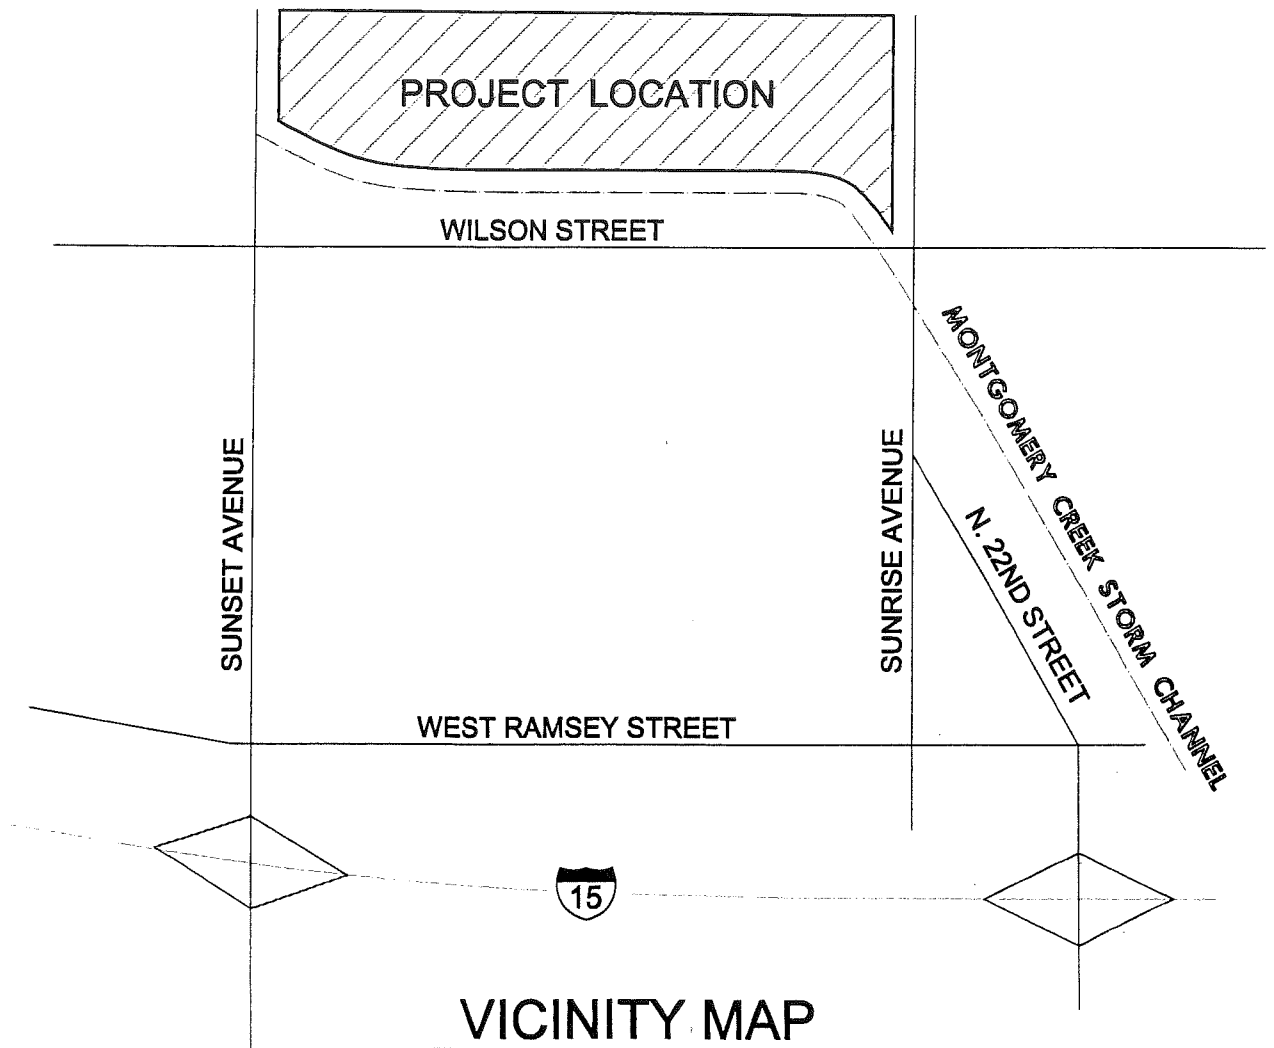 PROJECT LOCATION
WILSON STREET
MONTGOMERY CREEK STORM CHANNEL
SUNSET AVENUE
SUNRISE AVENUE
N. 22ND STREET
WEST RAMSEY STREET
15
VICINITY MAP